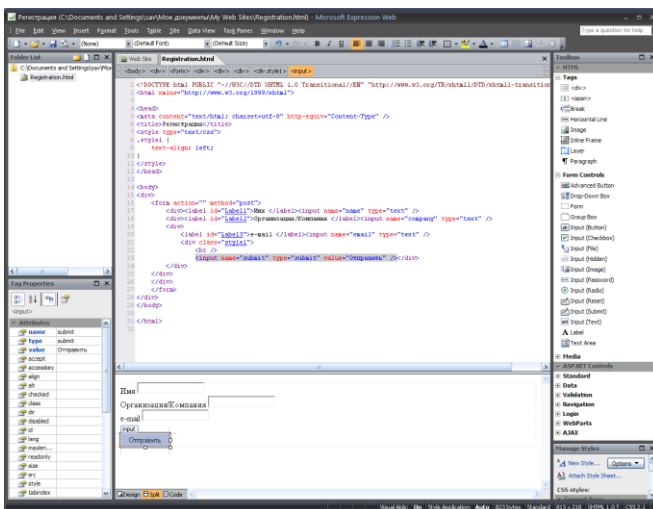 Регистрация (C:\Documents and Settings\sav\Мои документы\My Web Sites\Registration.html) - Microsoft Expression Web
File Edit View Insert Format Tools Table Site Data View Task Panes Window Help
Type a question for help
(None) (Default Font) (Default Size)
Folder List
C:\Documents and Settings\sav\Мои
Registration.html
Web Site Registration.html
<body> <div> <form> <div> <div> <div> <div.style1> <input>
<!DOCTYPE html PUBLIC "-//W3C//DTD XHTML 1.0 Transitional//EN" "http://www.w3.org/TR/xhtml1/DTD/xhtml1-transition
<html xmlns="http://www.w3.org/1999/xhtml">
<head>
<meta content="text/html; charset=utf-8" http-equiv="Content-Type" />
<title>Регистрация</title>
<style type="text/css">
.style1 {
text-align: left;
}
</style>
</head>
<body>
<div>
<form action="" method="post">
<div><label id="Label1">Имя </label><input name="name" type="text" />
<div><label id="Label2">Организация/Компания </label><input name="company" type="text" />
<div>
<label id="Label3">e-mail </label><input name="email" type="text" />
<div class="style1">
<br />
<input name="submit" type="submit" value="Отправить" /></div>
</div>
</div>
</div>
</form>
</div>
</body>
</html>
Tag Properties
<input>
Attributes
name submit
type submit
value Отправить
accept
accesskey
align
alt
checked
class
dir
disabled
id
lang
maxlen...
readonly
size
src
style
tabindex
Имя
Организация/Компания
e-mail
input
Отправить
Design Split Code
Toolbox
HTML
Tags
<div>
<span>
Break
Horizontal Line
Image
Inline Frame
Layer
Paragraph
Form Controls
Advanced Button
Drop-Down Box
Form
Group Box
Input (Button)
Input (Checkbox)
Input (File)
Input (Hidden)
Input (Image)
Input (Password)
Input (Radio)
Input (Reset)
Input (Submit)
Input (Text)
Label
Text Area
Media
ASP.NET Controls
Standard
Data
Validation
Navigation
Login
WebParts
AJAX
Manage Styles
New Style... Options
Attach Style Sheet...
CSS styles:
Visual Aids: On Style Application: Auto 823 bytes Standard 813 x 218 XHTML 1.0 T CSS 2.1